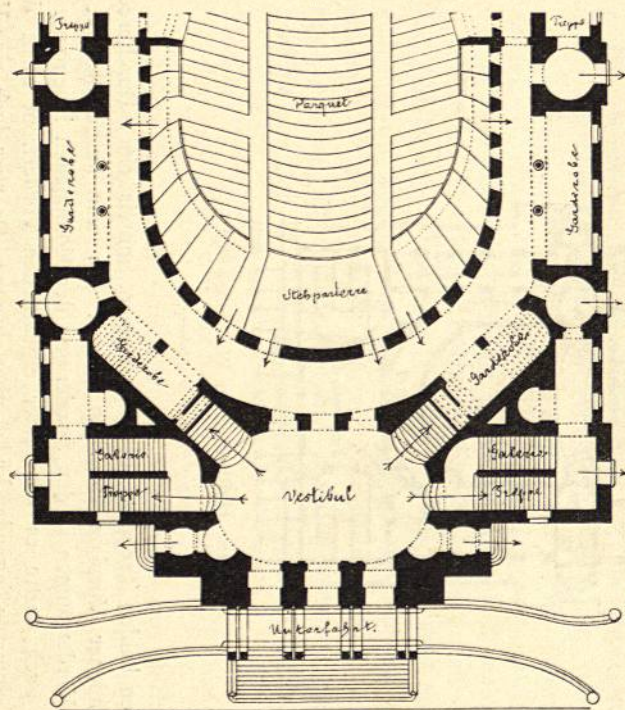 Treppe
Treppe
Parquet
Garderobe
Garderobe
Stehparterre
Garderobe
Garderobe
Galerie
Galerie
Treppe
Treppe
Vestibul
Unterfahrt.